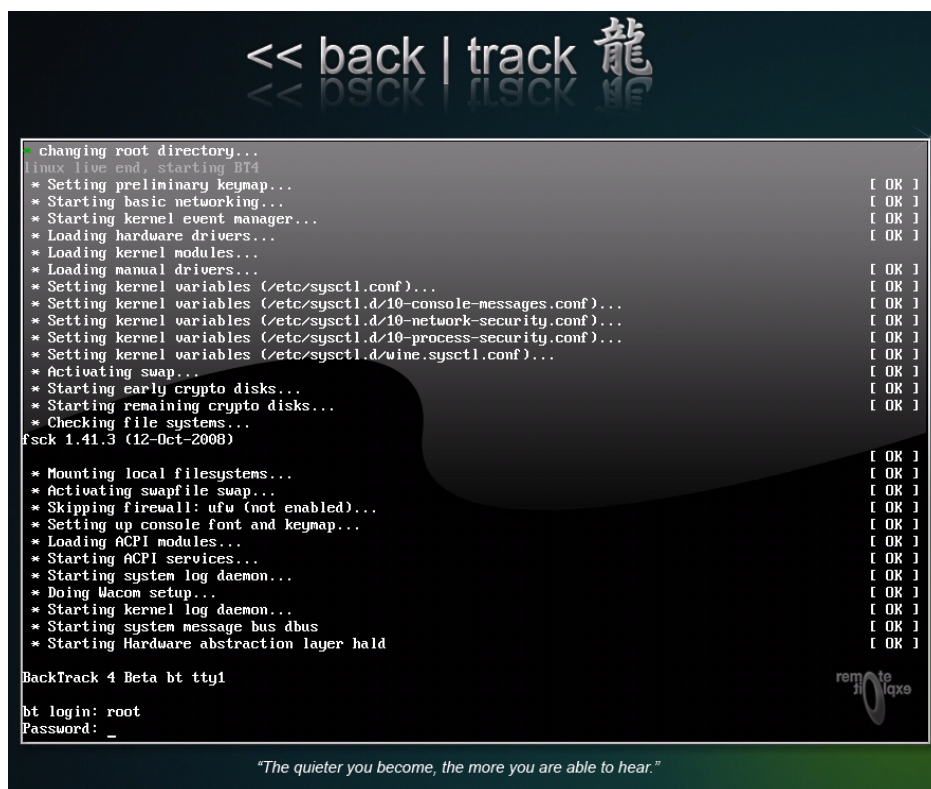 << back | track 龍
* changing root directory...
linux live end, starting BT4
* Setting preliminary keymap... [ OK ]
* Starting basic networking... [ OK ]
* Starting kernel event manager... [ OK ]
* Loading hardware drivers... [ OK ]
* Loading kernel modules...
* Loading manual drivers... [ OK ]
* Setting kernel variables (/etc/sysctl.conf)... [ OK ]
* Setting kernel variables (/etc/sysctl.d/10-console-messages.conf)... [ OK ]
* Setting kernel variables (/etc/sysctl.d/10-network-security.conf)... [ OK ]
* Setting kernel variables (/etc/sysctl.d/10-process-security.conf)... [ OK ]
* Setting kernel variables (/etc/sysctl.d/wine.sysctl.conf)... [ OK ]
* Activating swap... [ OK ]
* Starting early crypto disks... [ OK ]
* Starting remaining crypto disks... [ OK ]
* Checking file systems...
fsck 1.41.3 (12-Oct-2008)
[ OK ]
* Mounting local filesystems... [ OK ]
* Activating swapfile swap... [ OK ]
* Skipping firewall: ufw (not enabled)... [ OK ]
* Setting up console font and keymap... [ OK ]
* Loading ACPI modules... [ OK ]
* Starting ACPI services... [ OK ]
* Starting system log daemon... [ OK ]
* Doing Wacom setup... [ OK ]
* Starting kernel log daemon... [ OK ]
* Starting system message bus dbus [ OK ]
* Starting Hardware abstraction layer hald [ OK ]
BackTrack 4 Beta bt tty1
remote
exploit
bt login: root
Password: _
“The quieter you become, the more you are able to hear.”